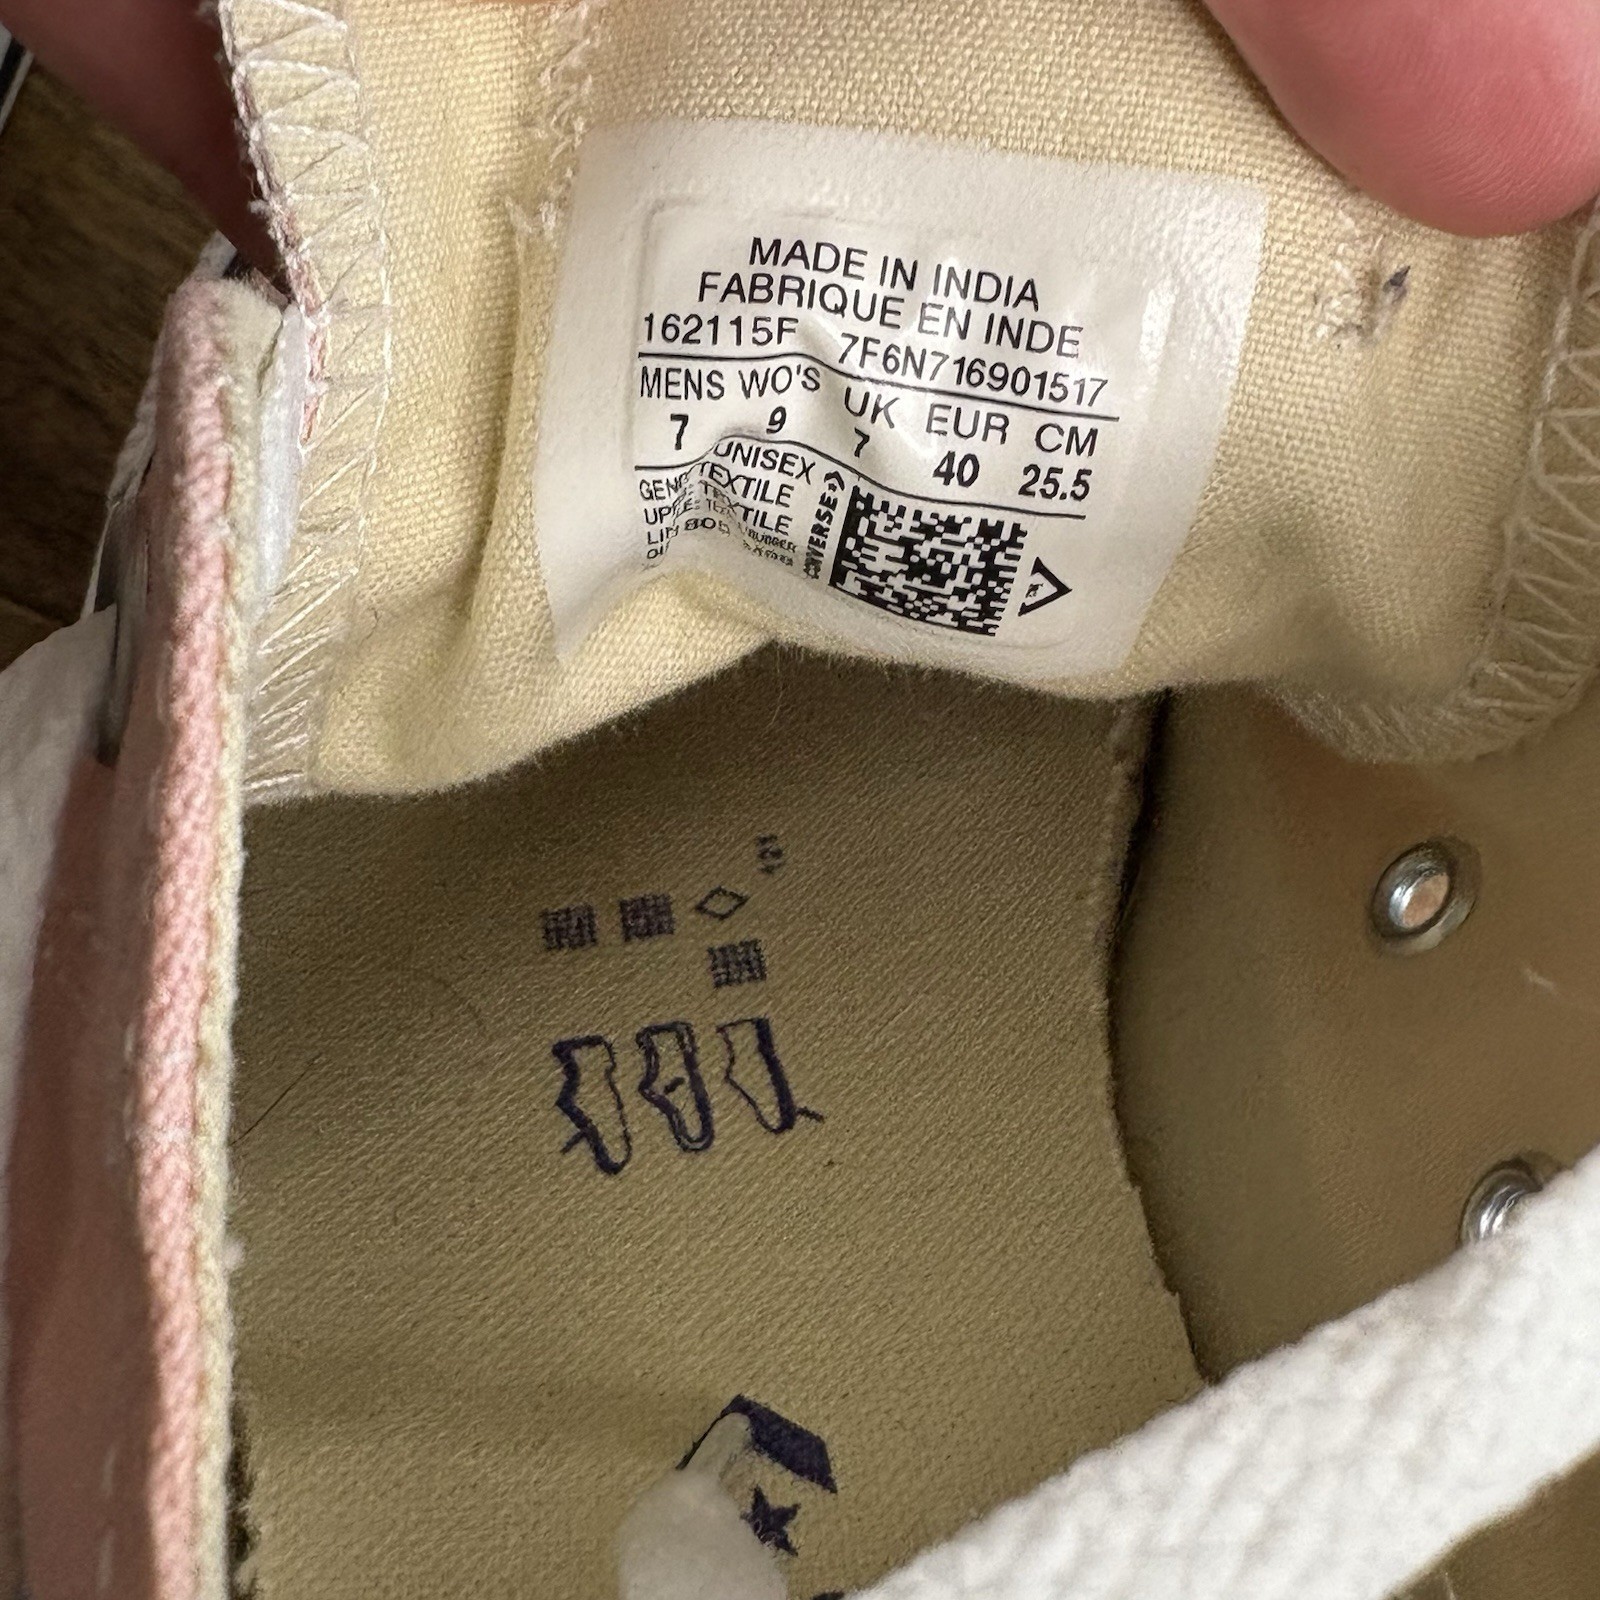 MADE IN INDIA
FABRIQUE EN INDE
162115F 7F6N716901517
MENS WO'S UK EUR CM
7 9 7 40 25.5
UNISEX
TEXTILE
TEXTILE
CONVERSE
121